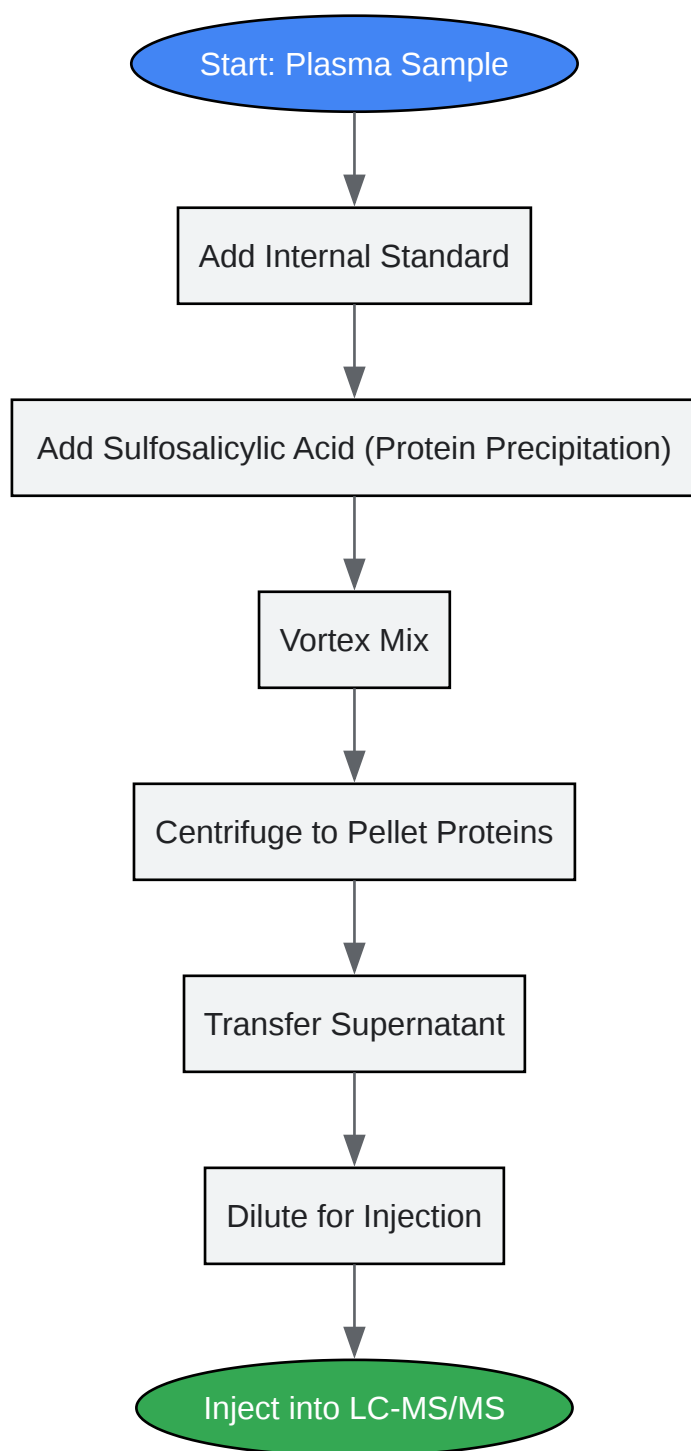 Start: Plasma Sample
Add Internal Standard
Add Sulfosalicylic Acid (Protein Precipitation)
Vortex Mix
Centrifuge to Pellet Proteins
Transfer Supernatant
Dilute for Injection
Inject into LC-MS/MS